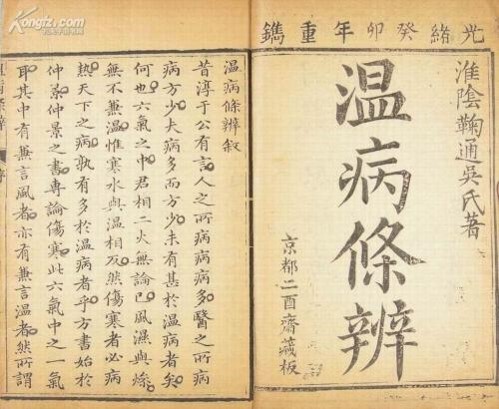 光緒癸卯年重鐫
淮陰鞠通吳氏著
温病條辨
京都二酉齋藏板
温病條辨叙
昔淳于公有言人之所病病病多醫之所病
病方少夫病多而方少未有甚於温病者矣
何也六氣之中君相二火無論已風濕與燥
無不兼温惟寒水與温相反然傷寒者必病
熱天下之病孰有多於温病者乎方書始於
仲景仲景之書專論傷寒此六氣中之一氣
耳其中有兼言風者亦有兼言温者然所謂